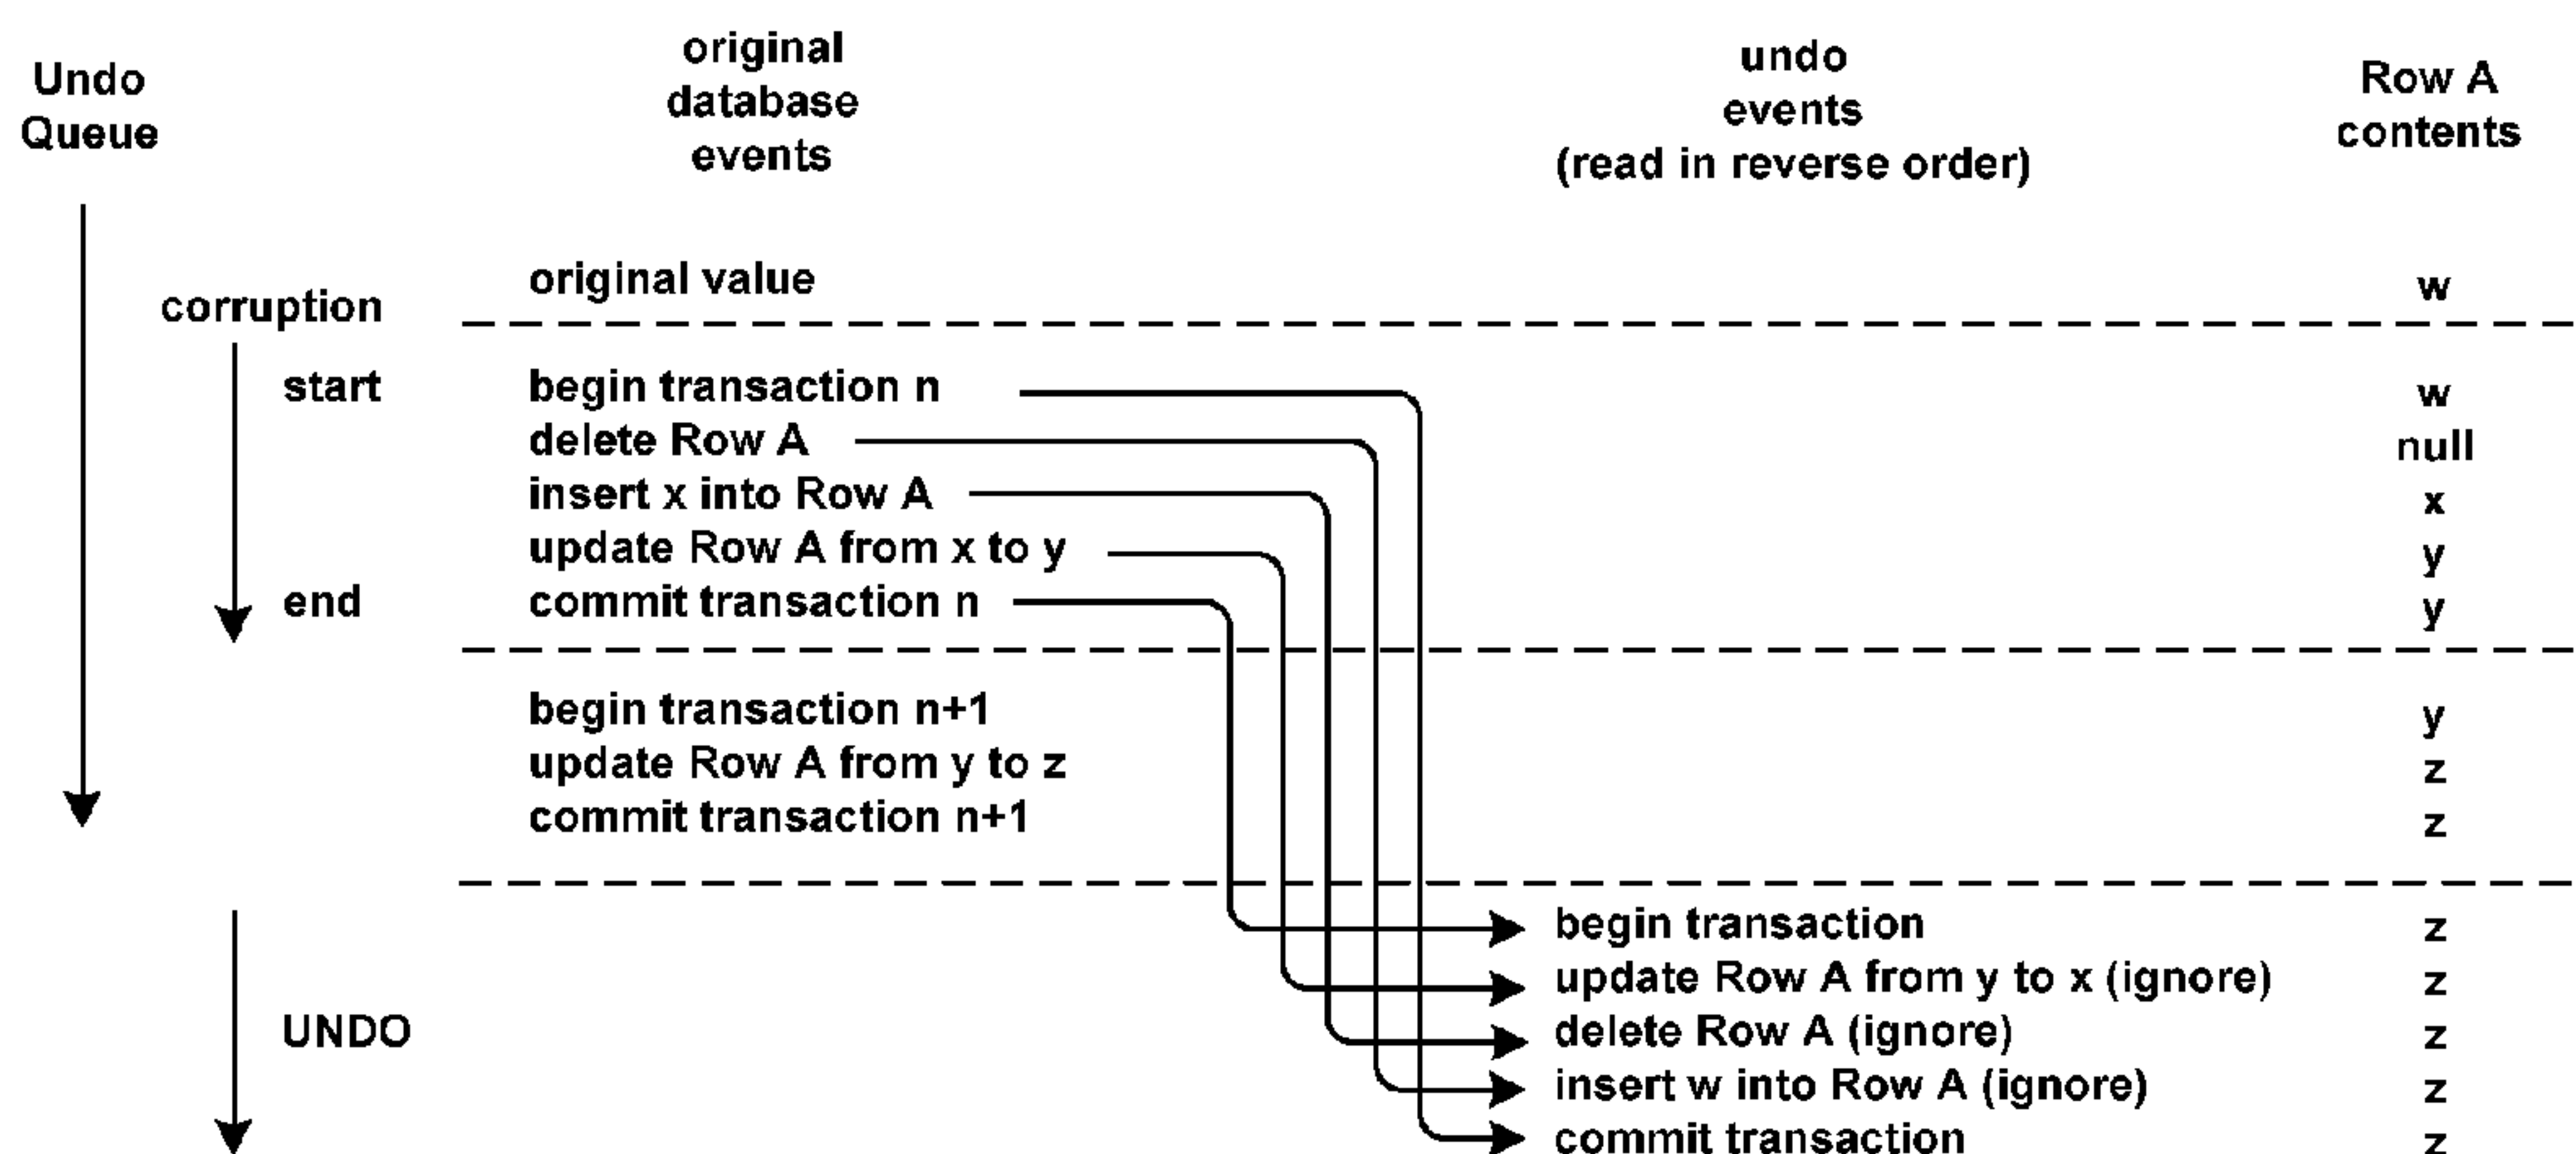 Undo
Queue
original
database
events
undo
events
(read in reverse order)
Row A
contents
original value
w
corruption
start
begin transaction n
w
delete Row A
null
insert x into Row A
x
update Row A from x to y
y
end
commit transaction n
y
begin transaction n+1
y
update Row A from y to z
z
commit transaction n+1
z
begin transaction
z
update Row A from y to x (ignore)
z
UNDO
delete Row A (ignore)
z
insert w into Row A (ignore)
z
commit transaction
z